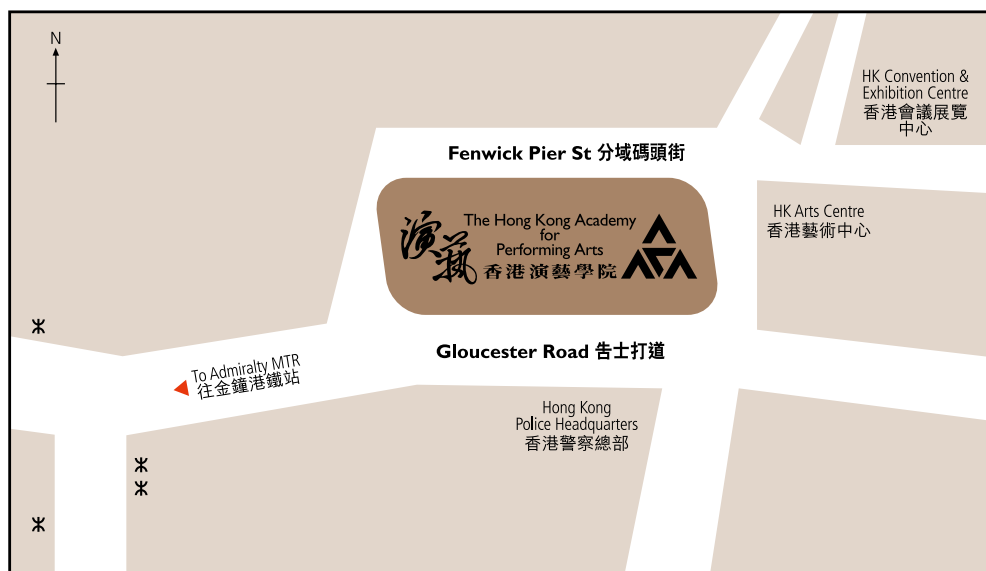 N
HK Convention &
Exhibition Centre
香港會議展覽
中心
Fenwick Pier St 分域碼頭街
演藝
The Hong Kong Academy
for
Performing Arts
香港演藝學院
HK Arts Centre
香港藝術中心
Gloucester Road 告士打道
To Admiralty MTR
往金鐘港鐵站
Hong Kong
Police Headquarters
香港警察總部